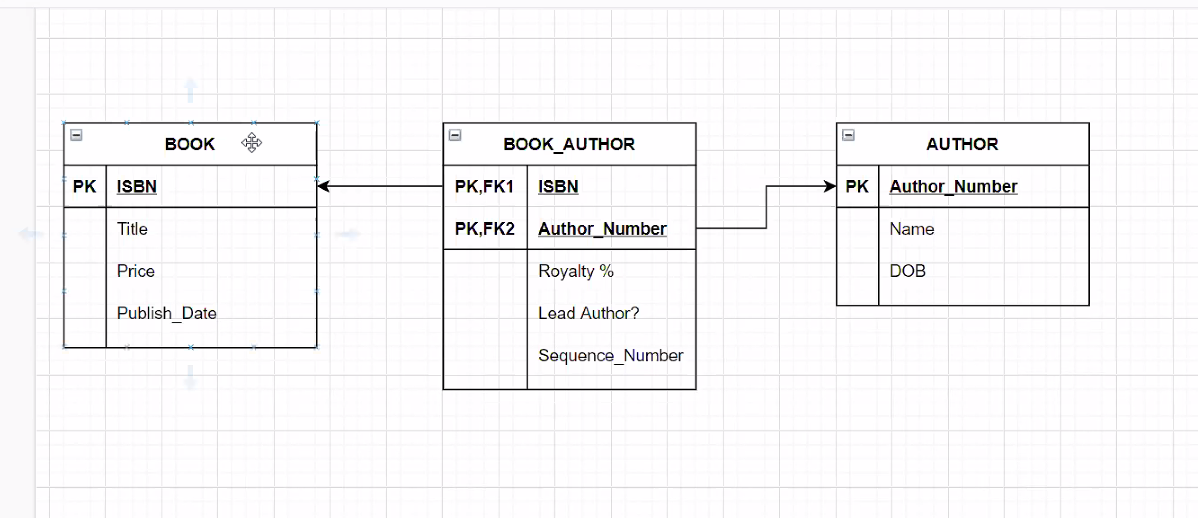 BOOK
PK ISBN
Title
Price
Publish_Date
BOOK_AUTHOR
PK,FK1 ISBN
PK,FK2 Author_Number
Royalty %
Lead Author?
Sequence_Number
AUTHOR
PK Author_Number
Name
DOB